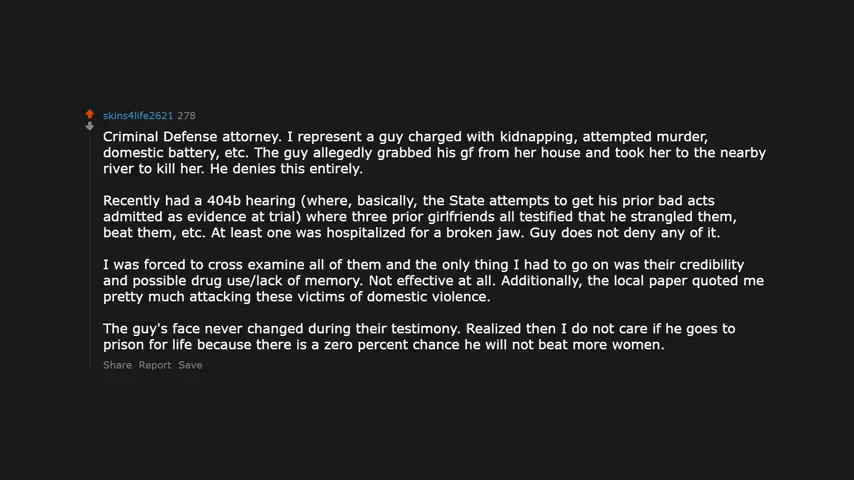 skins4life2621 278
Criminal Defense attorney. I represent a guy charged with kidnapping, attempted murder,
domestic battery, etc. The guy allegedly grabbed his gf from her house and took her to the nearby
river to kill her. He denies this entirely.
Recently had a 404b hearing (where, basically, the State attempts to get his prior bad acts
admitted as evidence at trial) where three prior girlfriends all testified that he strangled them,
beat them, etc. At least one was hospitalized for a broken jaw. Guy does not deny any of it.
I was forced to cross examine all of them and the only thing I had to go on was their credibility
and possible drug use/lack of memory. Not effective at all. Additionally, the local paper quoted me
pretty much attacking these victims of domestic violence.
The guy's face never changed during their testimony. Realized then I do not care if he goes to
prison for life because there is a zero percent chance he will not beat more women.
Share Report Save